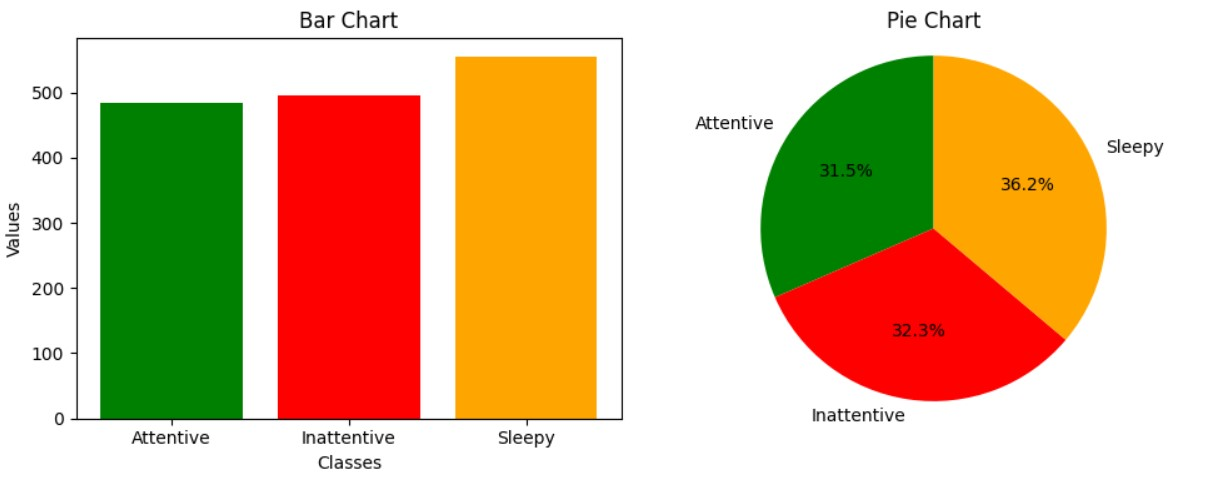 Bar Chart
Values
500
400
300
200
100
0
Attentive
Inattentive
Sleepy
Classes
Pie Chart
Attentive
31.5%
Sleepy
36.2%
32.3%
Inattentive